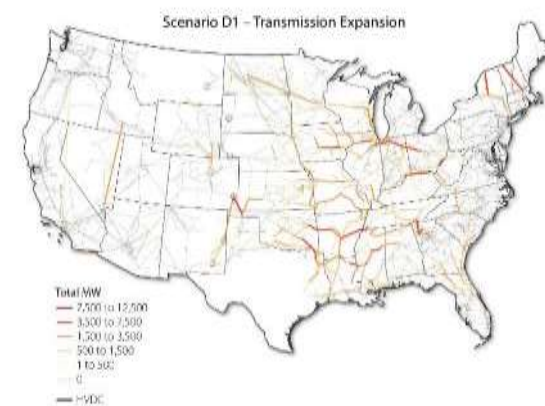 Scenario D1 – Transmission Expansion
Total MW
7,500 to 12,500
3,500 to 7,500
1,500 to 3,500
500 to 1,500
1 to 500
0
HVDC